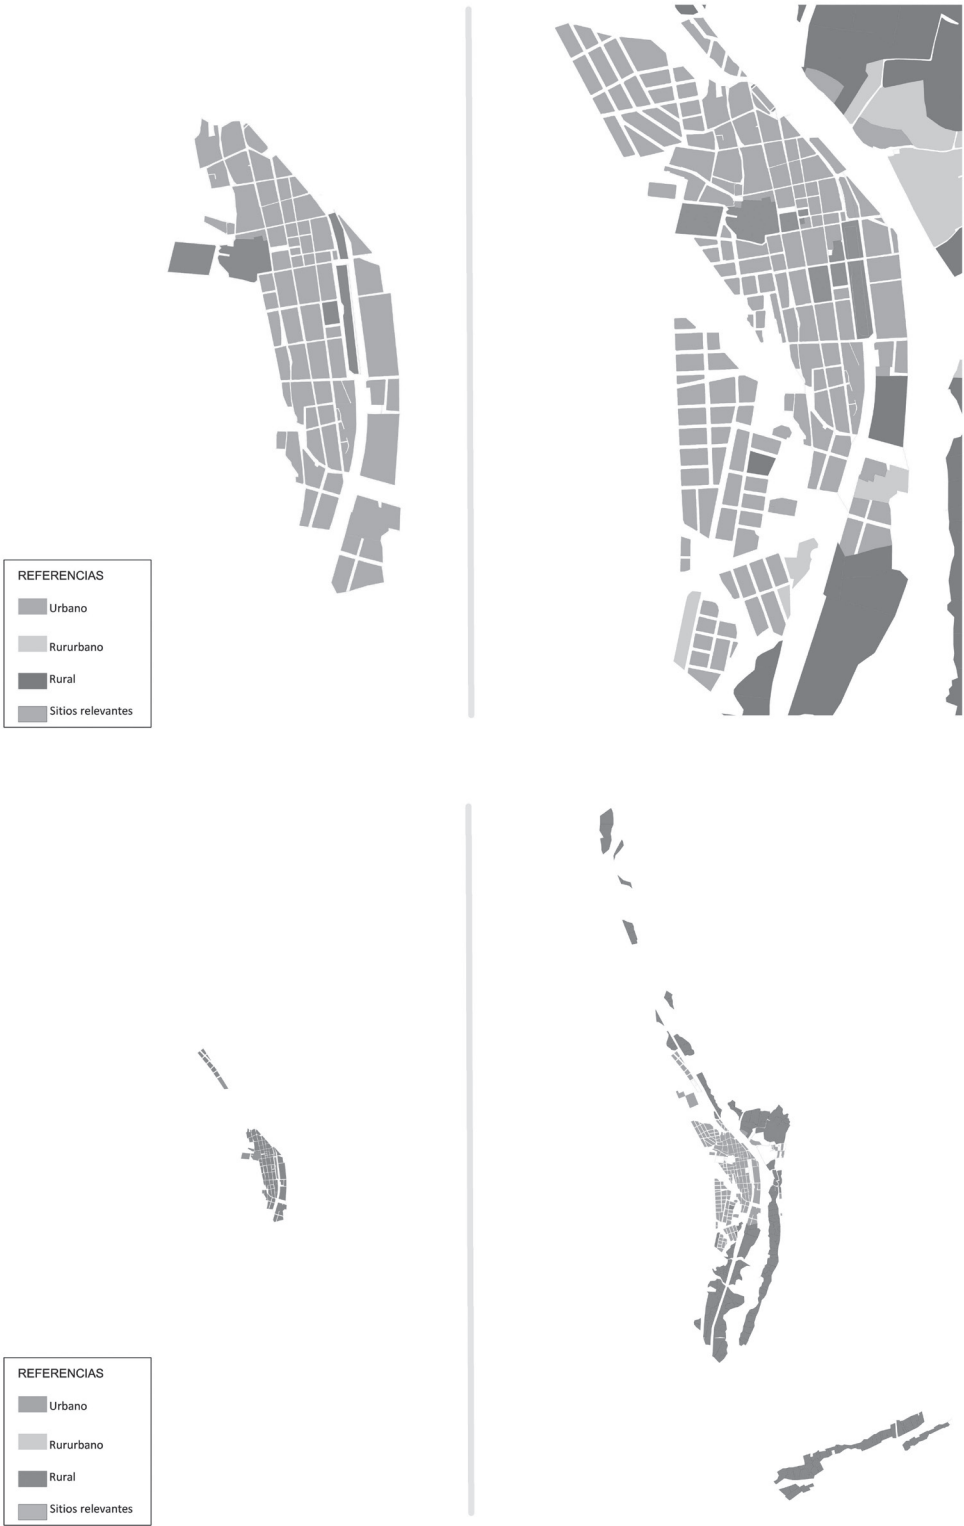 REFERENCIAS
Urbano
Rururbano
Rural
Sitios relevantes
REFERENCIAS
Urbano
Rururbano
Rural
Sitios relevantes